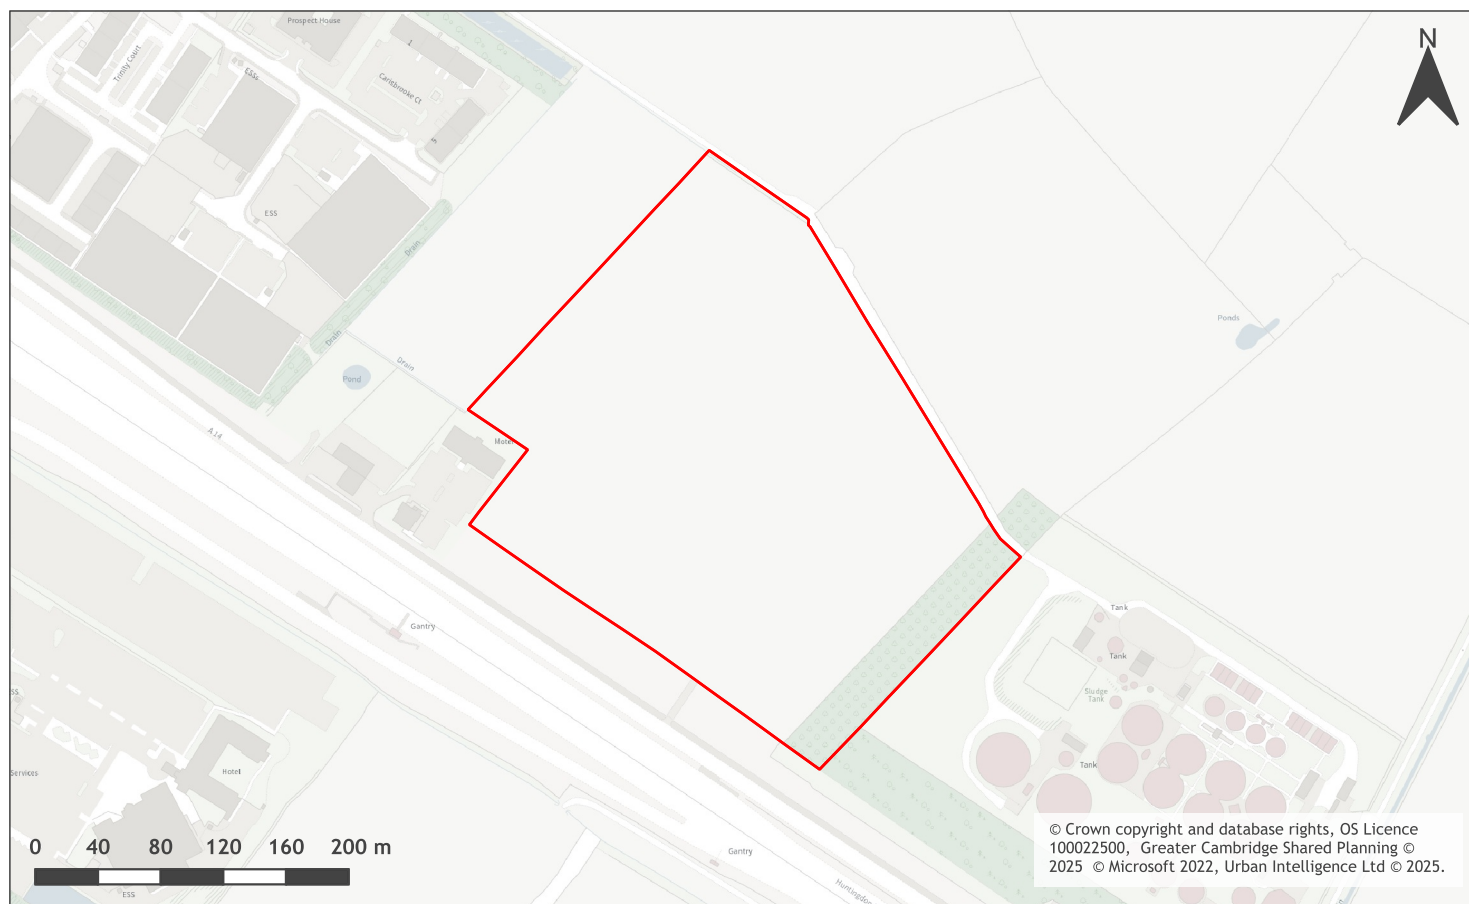 Prospect House
N
Trinity Court
ESSs
Carisbrooke Ct
ESS
Drain
Drain
Drain
Ponds
Pond
A14
Hotel
Gantry
Tank
Tank
Sludge
Tank
Hotel
Services
Tank
Gantry
0 40 80 120 160 200 m
ESS
© Crown copyright and database rights, OS Licence
100022500, Greater Cambridge Shared Planning ©
2025 © Microsoft 2022, Urban Intelligence Ltd © 2025.